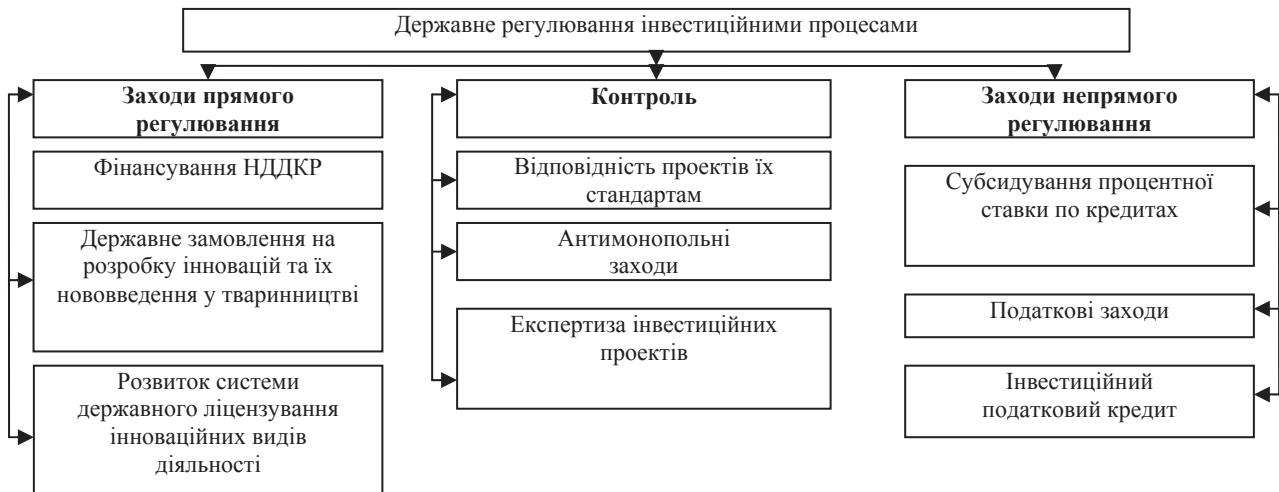 Державне регулювання інвестиційними процесами
Заходи прямого
регулювання
Фінансування НДДКР
Державне замовлення на
розробку інновацій та їх
нововведення у тваринництві
Розвиток системи
державного ліцензування
інноваційних видів
діяльності
Контроль
Відповідність проектів їх
стандартам
Антимонопольні
заходи
Експертиза інвестиційних
проектів
Заходи непрямого
регулювання
Субсидування процентної
ставки по кредитах
Податкові заходи
Інвестиційний
податковий кредит